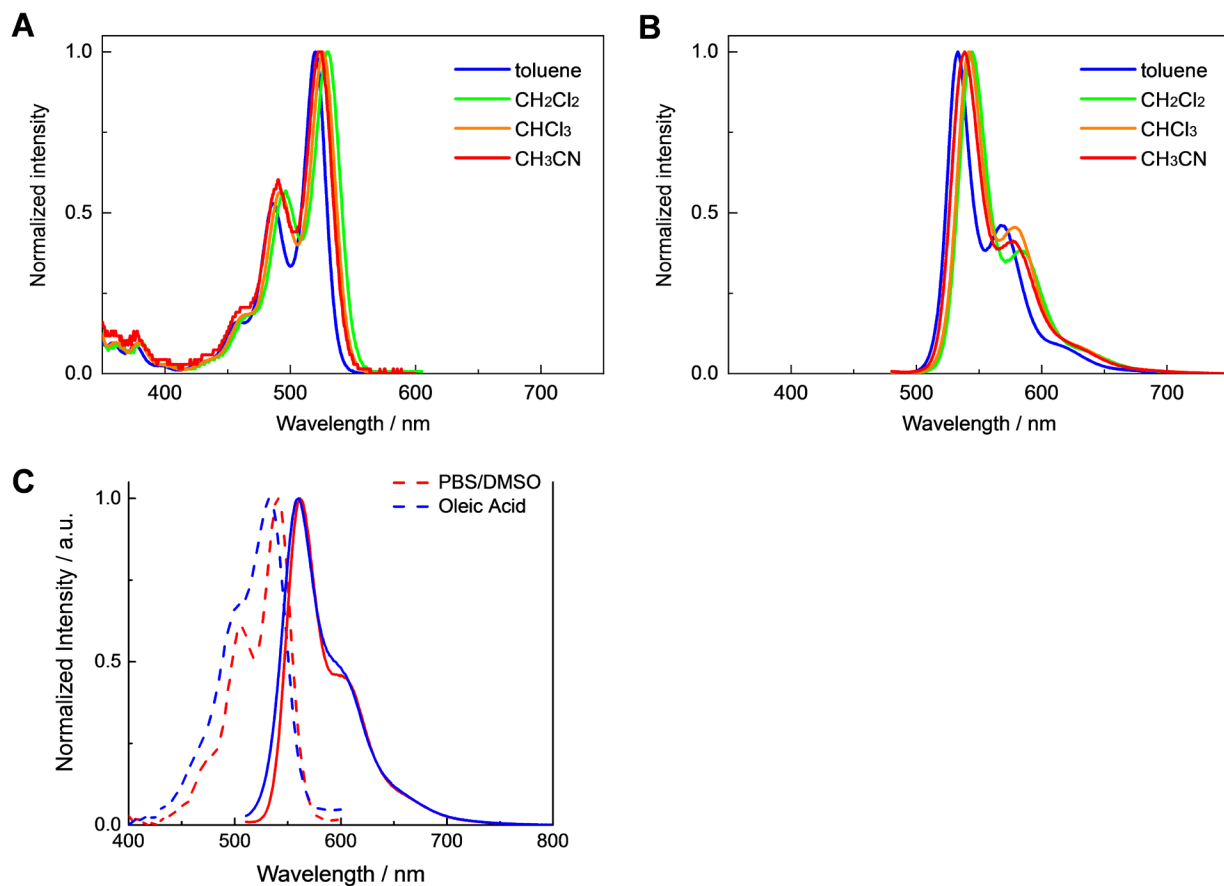 A
B
1.0
0.5
0.0
Normalized intensity
toluene
CH₂Cl₂
CHCl₃
CH₃CN
400
500
600
700
Wavelength / nm
1.0
0.5
0.0
Normalized intensity
toluene
CH₂Cl₂
CHCl₃
CH₃CN
400
500
600
700
Wavelength / nm
C
PBS/DMSO
Oleic Acid
1.0
0.5
0.0
Normalized Intensity / a.u.
400
500
600
700
800
Wavelength / nm